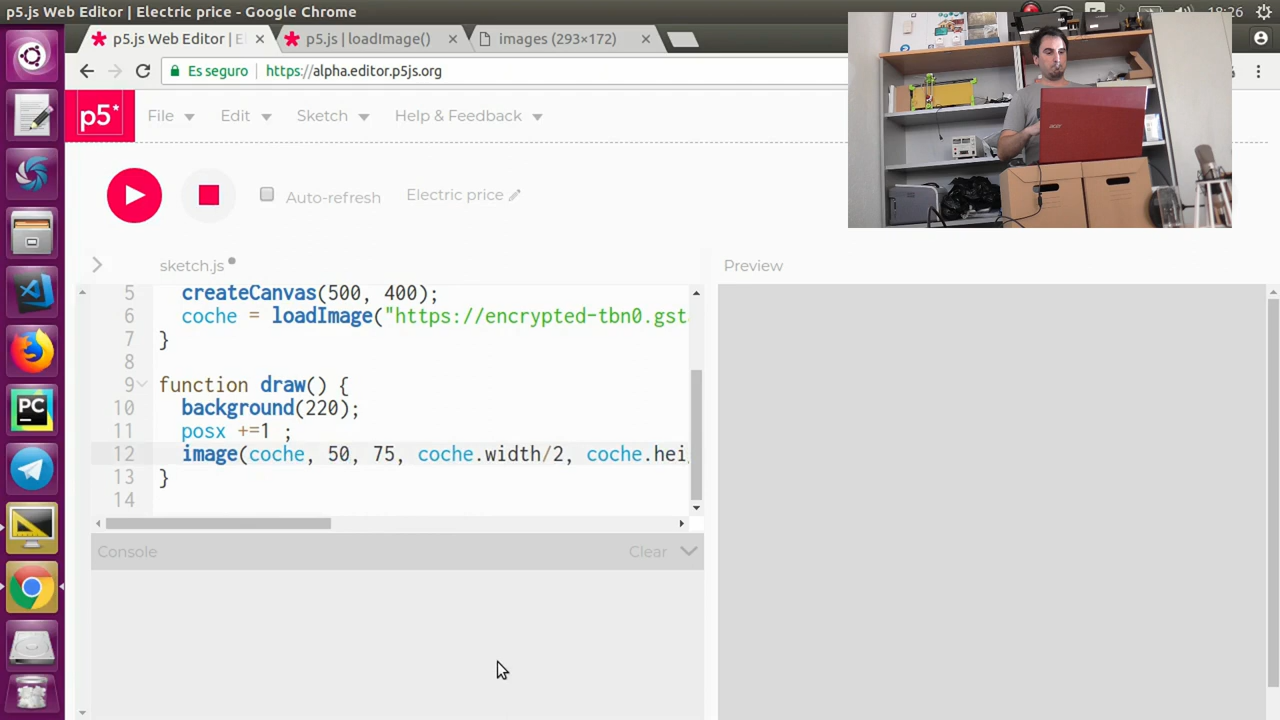 p5.js Web Editor | Electric price - Google Chrome
18:26
p5.js Web Editor | E
p5.js |
images (293×172)
Es seguro
https://alpha.editor.p5js.org
p5*
File
Edit
Sketch
Help & Feedback
Auto-refresh
Electric price
sketch.js
Preview
5 createCanvas(500, 400);
6 coche = loadImage("https://encrypted-tbn0.gst
7 }
8
9 function draw() {
10 background(220);
11 posx +=1 ;
12 image(coche, 50, 75, coche.width/2, coche.hei
13 }
14
Console
Clear
PC
acer